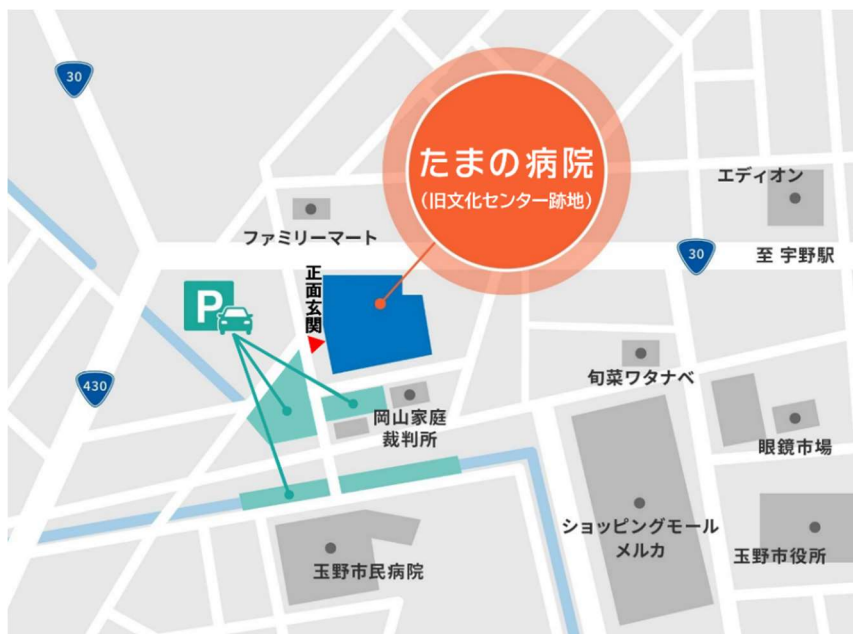 30
たまの病院
（旧文化センター跡地）
エディオン
ファミリーマート
30
至 宇野駅
正面玄関
P
430
旬菜ワタナベ
岡山家庭
裁判所
眼鏡市場
ショッピングモール
メルカ
玉野市役所
玉野市民病院